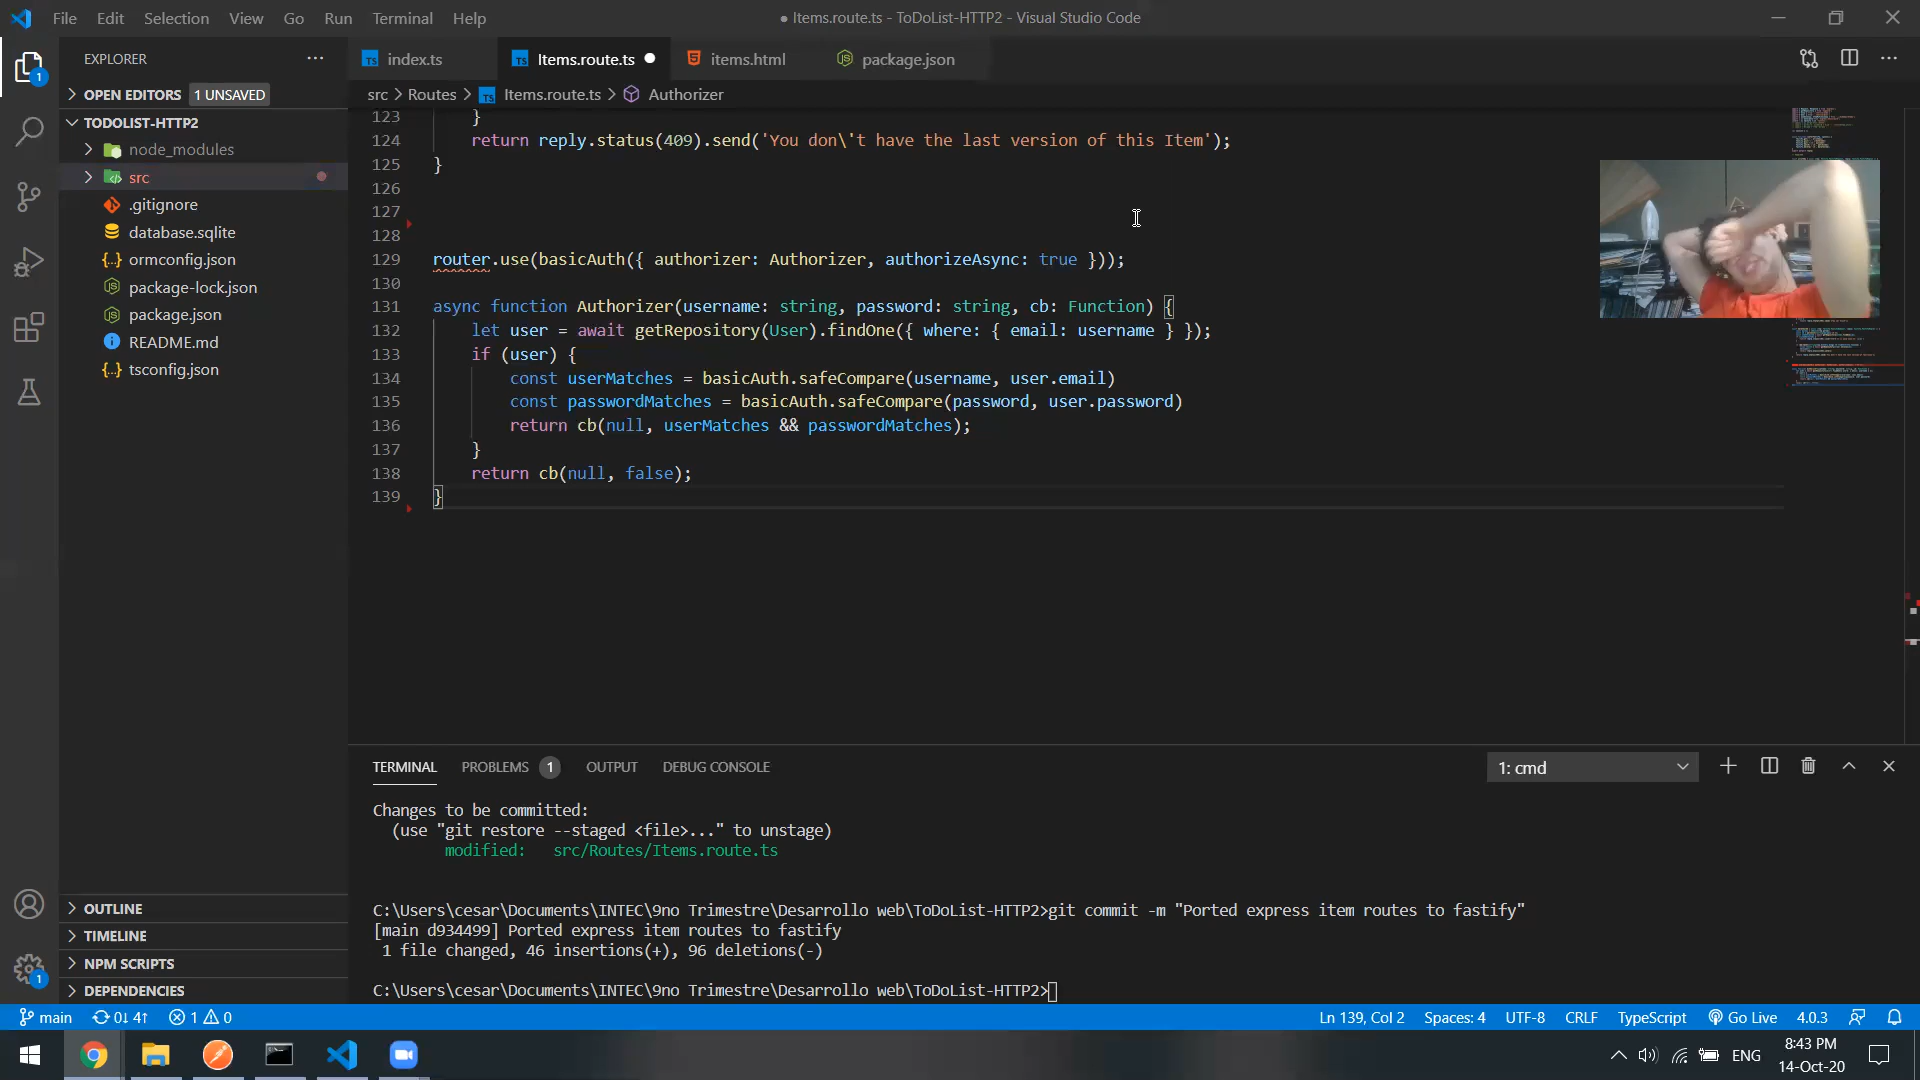 File Edit Selection View Go Run Terminal Help
● Items.route.ts - ToDoList-HTTP2 - Visual Studio Code
EXPLORER
OPEN EDITORS 1 UNSAVED
TODOLIST-HTTP2
node_modules
src
.gitignore
database.sqlite
ormconfig.json
package-lock.json
package.json
README.md
tsconfig.json
OUTLINE
TIMELINE
NPM SCRIPTS
DEPENDENCIES
index.ts
Items.route.ts
items.html
package.json
src > Routes > Items.route.ts > Authorizer
123 }
124 return reply.status(409).send('You don\'t have the last version of this Item');
125 }
126
127
128
129 router.use(basicAuth({ authorizer: Authorizer, authorizeAsync: true }));
130
131 async function Authorizer(username: string, password: string, cb: Function) {
132 let user = await getRepository(User).findOne({ where: { email: username } });
133 if (user) {
134 const userMatches = basicAuth.safeCompare(username, user.email)
135 const passwordMatches = basicAuth.safeCompare(password, user.password)
136 return cb(null, userMatches && passwordMatches);
137 }
138 return cb(null, false);
139 }
TERMINAL PROBLEMS 1 OUTPUT DEBUG CONSOLE
1: cmd
Changes to be committed:
(use "git restore --staged <file>..." to unstage)
modified: src/Routes/Items.route.ts
C:\Users\cesar\Documents\INTEC\9no Trimestre\Desarrollo web\ToDoList-HTTP2>git commit -m "Ported express item routes to fastify"
[main d934499] Ported express item routes to fastify
1 file changed, 46 insertions(+), 96 deletions(-)
C:\Users\cesar\Documents\INTEC\9no Trimestre\Desarrollo web\ToDoList-HTTP2>
main 0↓ 4↑ 1 0
Ln 139, Col 2 Spaces: 4 UTF-8 CRLF TypeScript Go Live 4.0.3
ENG
8:43 PM
14-Oct-20